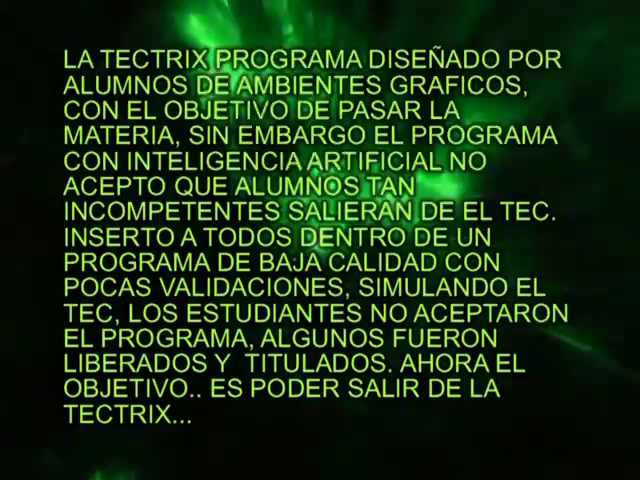 LA TECTRIX PROGRAMA DISEÑADO POR
ALUMNOS DE AMBIENTES GRAFICOS,
CON EL OBJETIVO DE PASAR LA
MATERIA, SIN EMBARGO EL PROGRAMA
CON INTELIGENCIA ARTIFICIAL NO
ACEPTO QUE ALUMNOS TAN
INCOMPETENTES SALIERAN DE EL TEC.
INSERTO A TODOS DENTRO DE UN
PROGRAMA DE BAJA CALIDAD CON
POCAS VALIDACIONES, SIMULANDO EL
TEC, LOS ESTUDIANTES NO ACEPTARON
EL PROGRAMA, ALGUNOS FUERON
LIBERADOS Y  TITULADOS. AHORA EL
OBJETIVO.. ES PODER SALIR DE LA
TECTRIX...